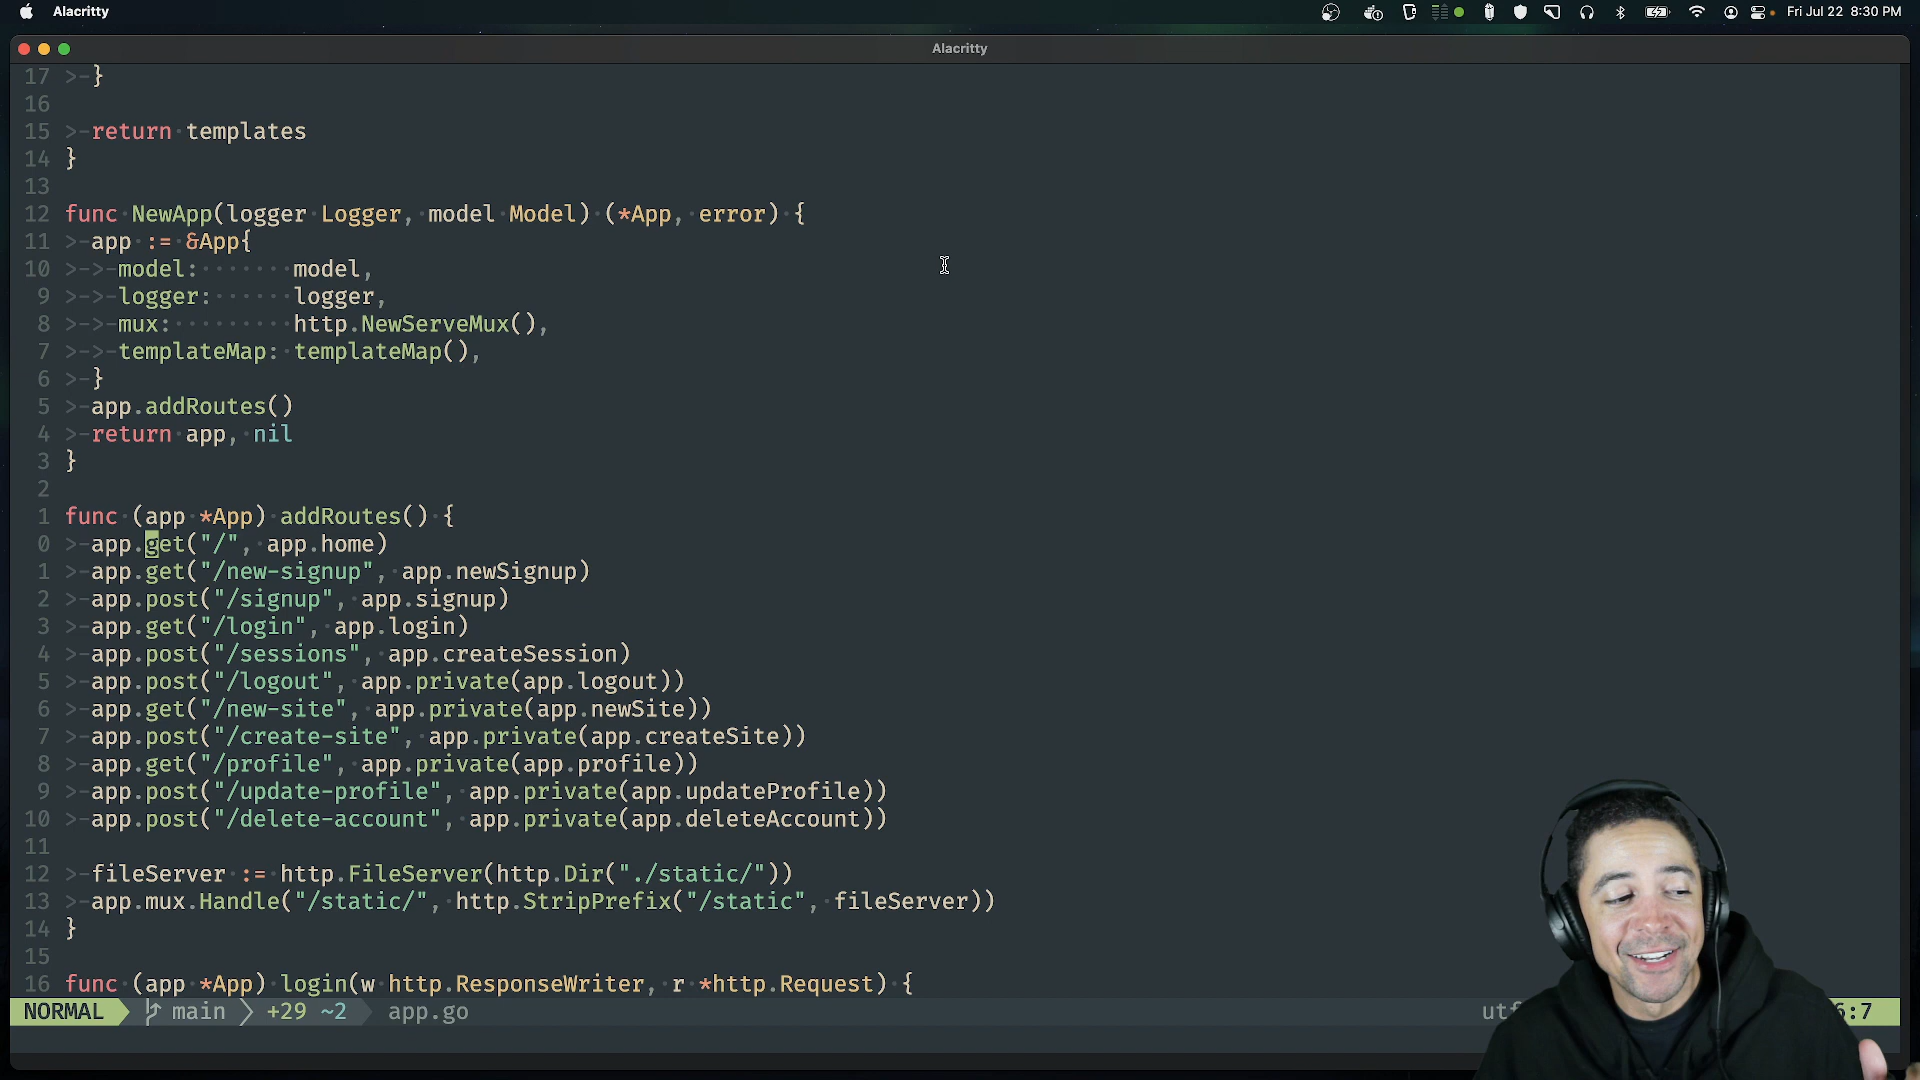 Alacritty
Fri Jul 22 8:30 PM
Alacritty
17 >-}
16
15 >-return·templates
14 }
13
12 func·NewApp(logger·Logger,·model·Model)·(*App,·error)·{
11 >-app·:=·&App{
10 >->-model:·······model,
9 >->-logger:······logger,
8 >->-mux:·········http.NewServeMux(),
7 >->-templateMap:·templateMap(),
6 >-}
5 >-app.addRoutes()
4 >-return·app,·nil
3 }
2
1 func·(app·*App)·addRoutes()·{
0 >-app.get("/",·app.home)
1 >-app.get("/new-signup",·app.newSignup)
2 >-app.post("/signup",·app.signup)
3 >-app.get("/login",·app.login)
4 >-app.post("/sessions",·app.createSession)
5 >-app.post("/logout",·app.private(app.logout))
6 >-app.get("/new-site",·app.private(app.newSite))
7 >-app.post("/create-site",·app.private(app.createSite))
8 >-app.get("/profile",·app.private(app.profile))
9 >-app.post("/update-profile",·app.private(app.updateProfile))
10 >-app.post("/delete-account",·app.private(app.deleteAccount))
11
12 >-fileServer·:=·http.FileServer(http.Dir("./static/"))
13 >-app.mux.Handle("/static/",·http.StripPrefix("/static",·fileServer))
14 }
15
16 func·(app·*App)·login(w·http.ResponseWriter,·r·*http.Request)·{
NORMAL main +29 ~2 app.go :7